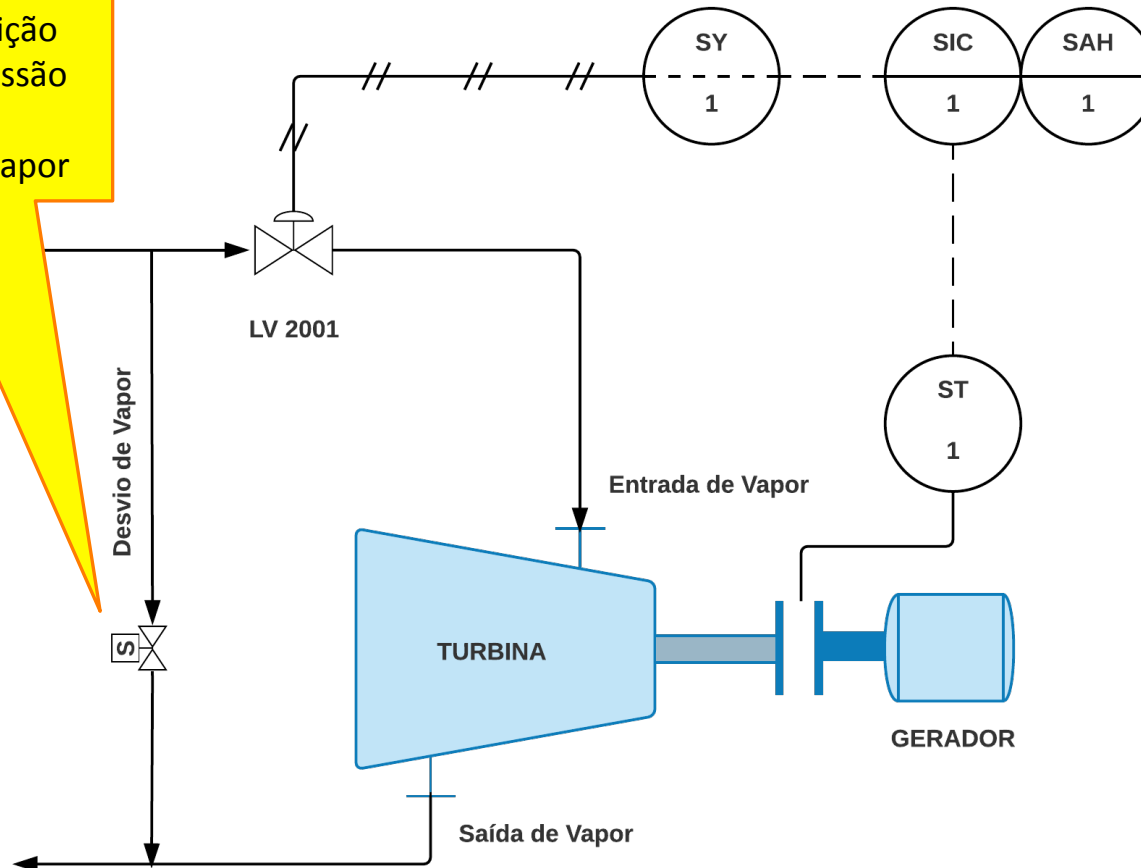 ição
ssão
apor
SY
1
SIC
1
SAH
1
LV 2001
Desvio de Vapor
ST
1
Entrada de Vapor
S
TURBINA
GERADOR
Saída de Vapor